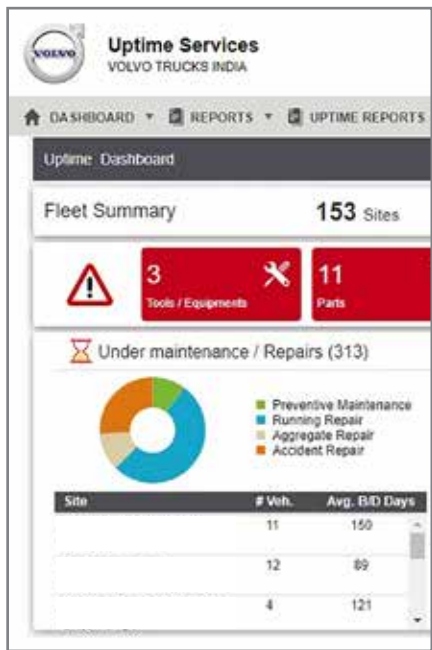 VOLVO
Uptime Services
VOLVO TRUCKS INDIA
DASHBOARD REPORTS UPTIME REPORTS
Uptime Dashboard
Fleet Summary 153 Sites
3
Tools / Equipments
11
Parts
Under maintenance / Repairs (313)
Preventive Maintenance
Running Repair
Aggregate Repair
Accident Repair
Site # Veh. Avg. B/D Days
11 150
12 89
4 121